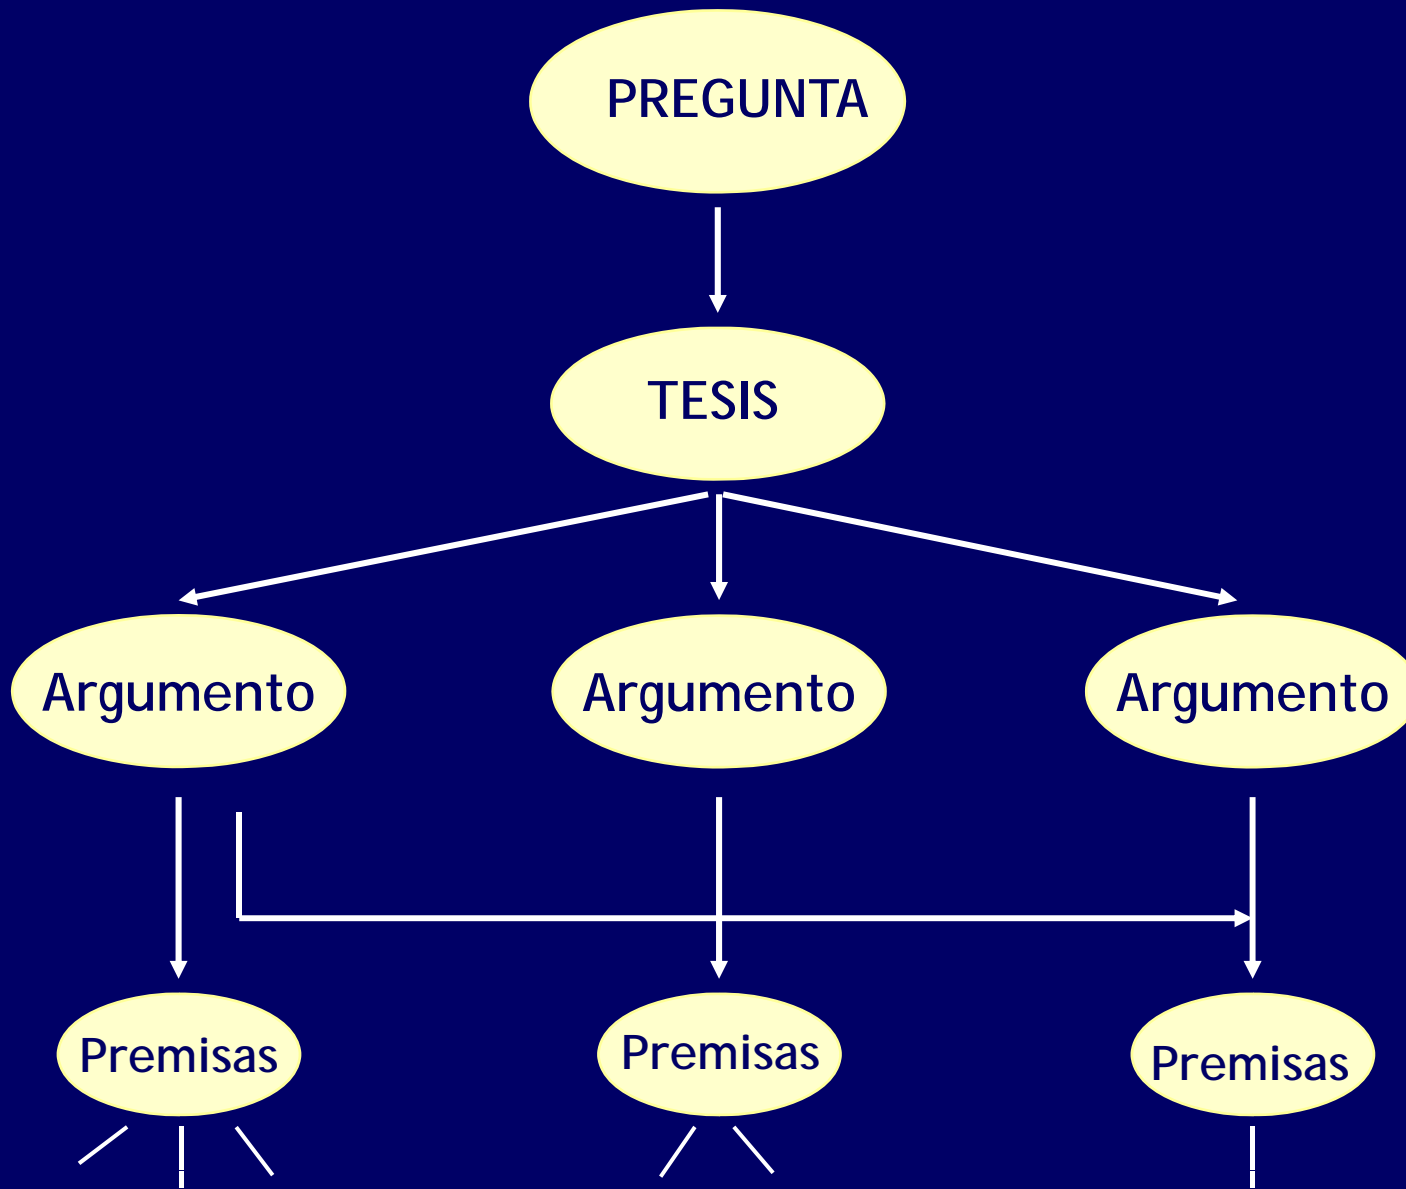 PREGUNTA
TESIS
Argumento
Argumento
Argumento
Premisas
Premisas
Premisas